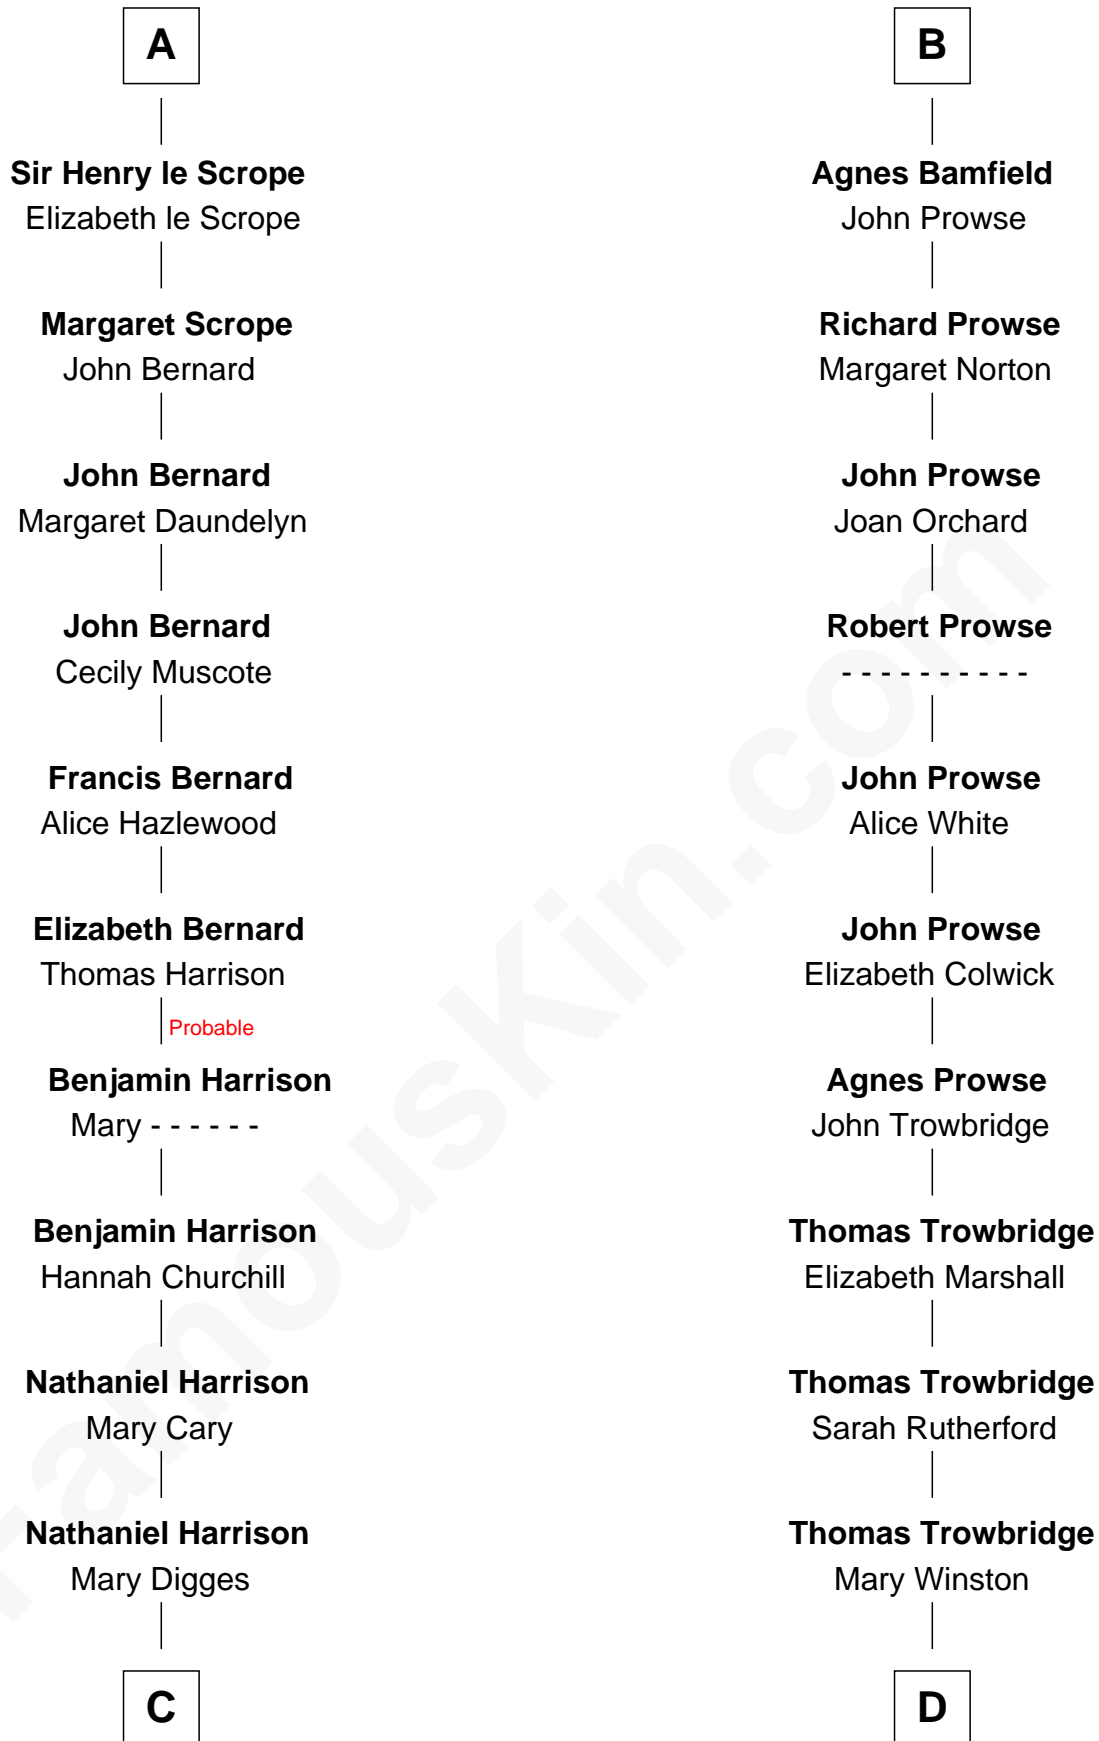 A
Sir Henry le Scrope
Elizabeth le Scrope
Margaret Scrope
John Bernard
John Bernard
Margaret Daundelyn
John Bernard
Cecily Muscote
Francis Bernard
Alice Hazlewood
Elizabeth Bernard
Thomas Harrison
Probable
Benjamin Harrison
Mary - - - - - -
Benjamin Harrison
Hannah Churchill
Nathaniel Harrison
Mary Cary
Nathaniel Harrison
Mary Digges
C
B
Agnes Bamfield
John Prowse
Richard Prowse
Margaret Norton
John Prowse
Joan Orchard
Robert Prowse
- - - - - - - - - -
John Prowse
Alice White
John Prowse
Elizabeth Colwick
Agnes Prowse
John Trowbridge
Thomas Trowbridge
Elizabeth Marshall
Thomas Trowbridge
Sarah Rutherford
Thomas Trowbridge
Mary Winston
D
FamousKin.com